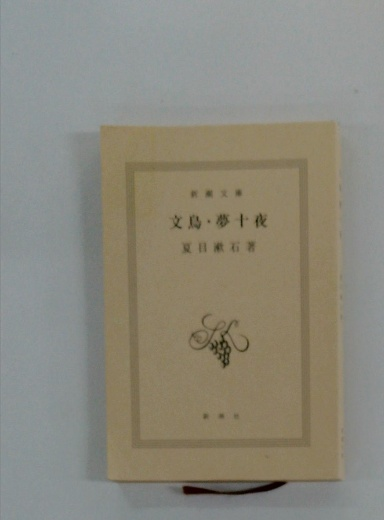 新潮文庫
文鳥・夢十夜
夏目漱石著
新潮社